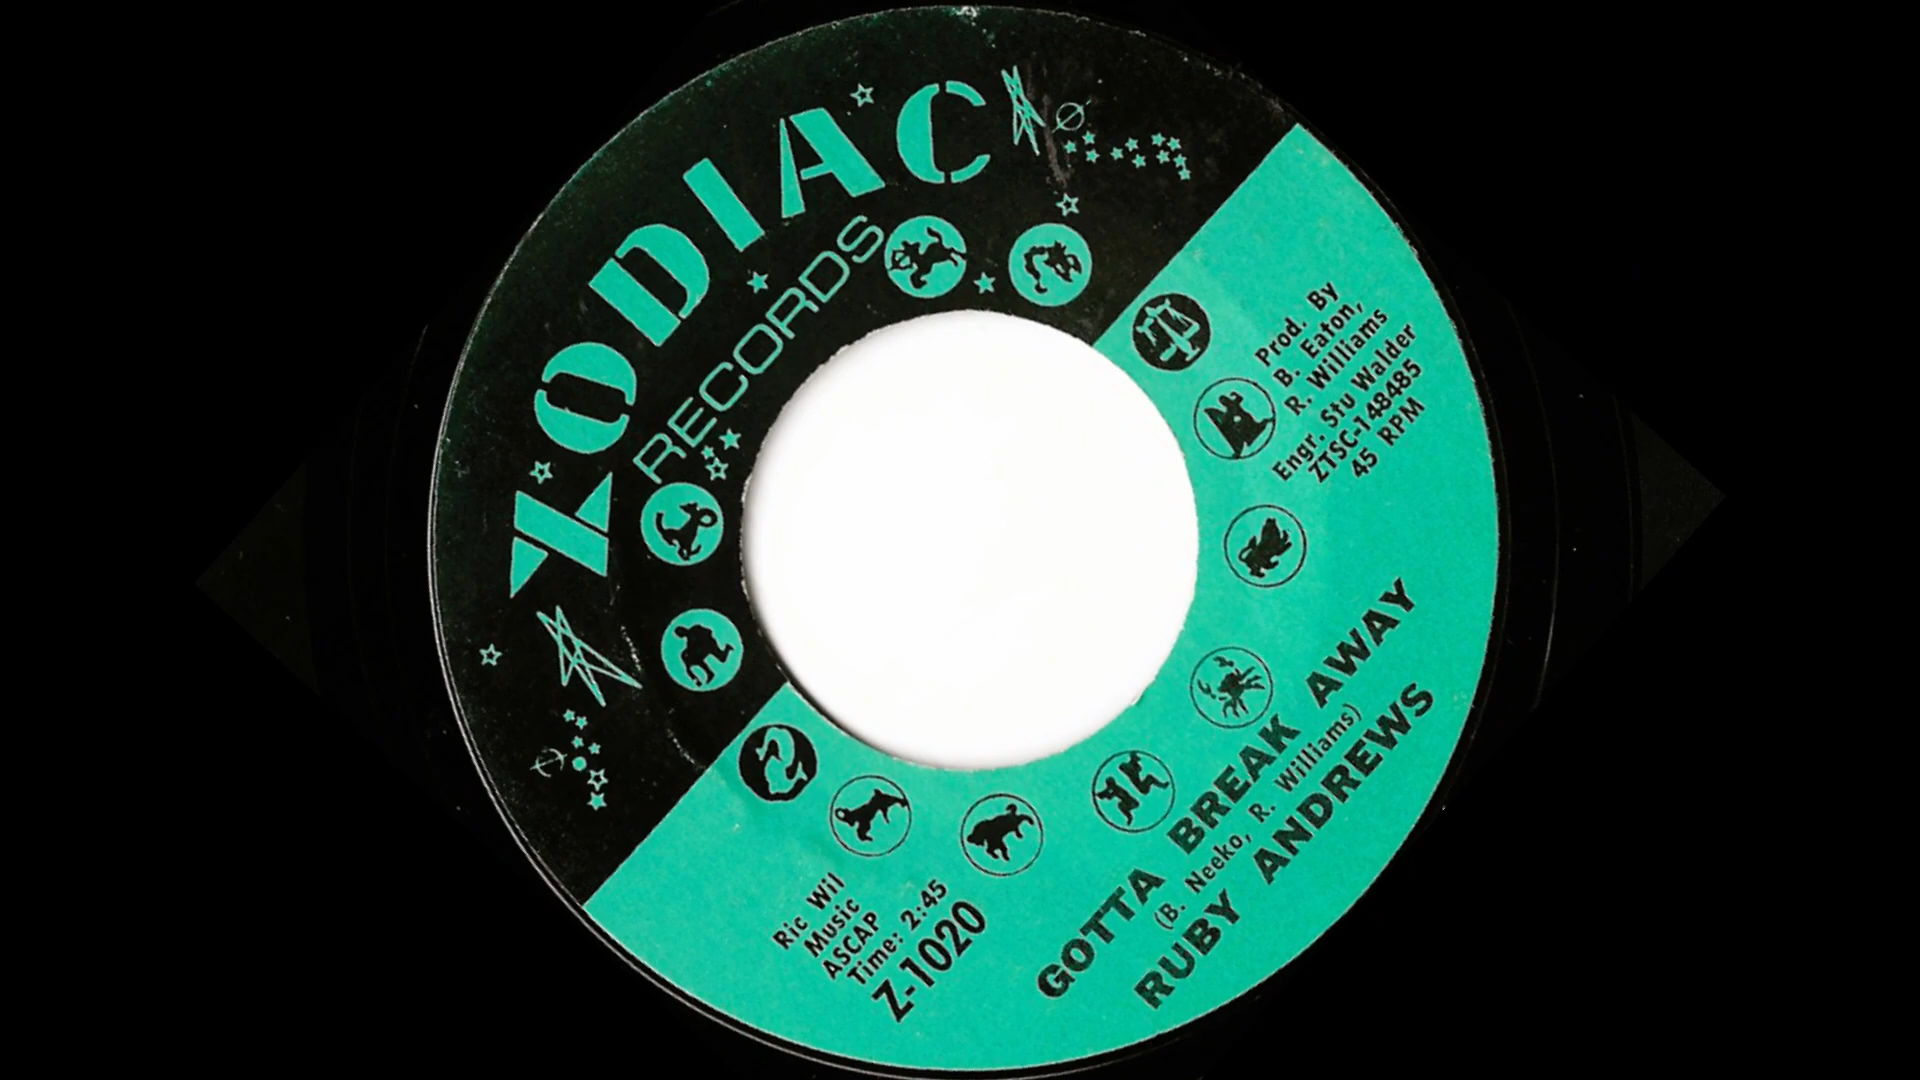 ZODIAC
RECORDS
Prod. By
B. Eaton,
R. Williams
Engr. Stu Walder
ZTSC-148485
45 RPM
Ric Wil
Music
ASCAP
Time: 2:45
Z-1020
GOTTA BREAK AWAY
(B. Neeko, R. Williams)
RUBY ANDREWS